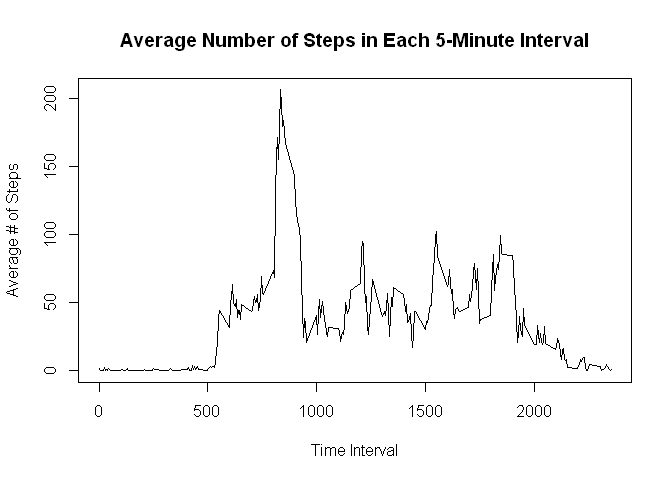 Average Number of Steps in Each 5-Minute Interval
Average # of Steps
200
150
100
50
0
0 500 1000 1500 2000
Time Interval